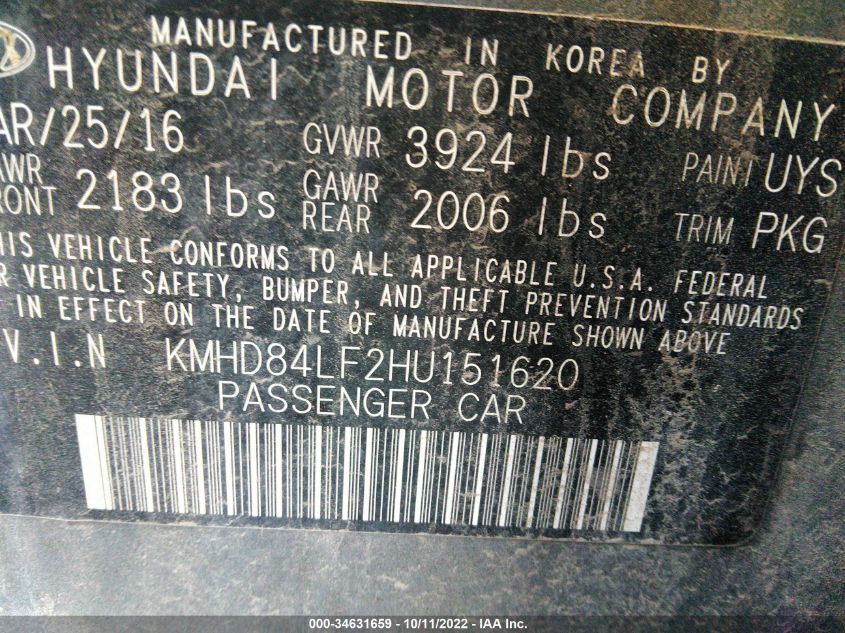 MANUFACTURED IN KOREA BY
HYUNDAI MOTOR COMPANY
AR/25/16 GVWR 3924 lbs PAINT UYS
AWR RONT 2183 lbs GAWR REAR 2006 lbs TRIM PKG
HIS VEHICLE CONFORMS TO ALL APPLICABLE U.S.A. FEDERAL
R VEHICLE SAFETY, BUMPER, AND THEFT PREVENTION STANDARDS
IN EFFECT ON THE DATE OF MANUFACTURE SHOWN ABOVE
V.I.N KMHD84LF2HU151620
PASSENGER CAR
000-34631659 - 10/11/2022 - IAA Inc.